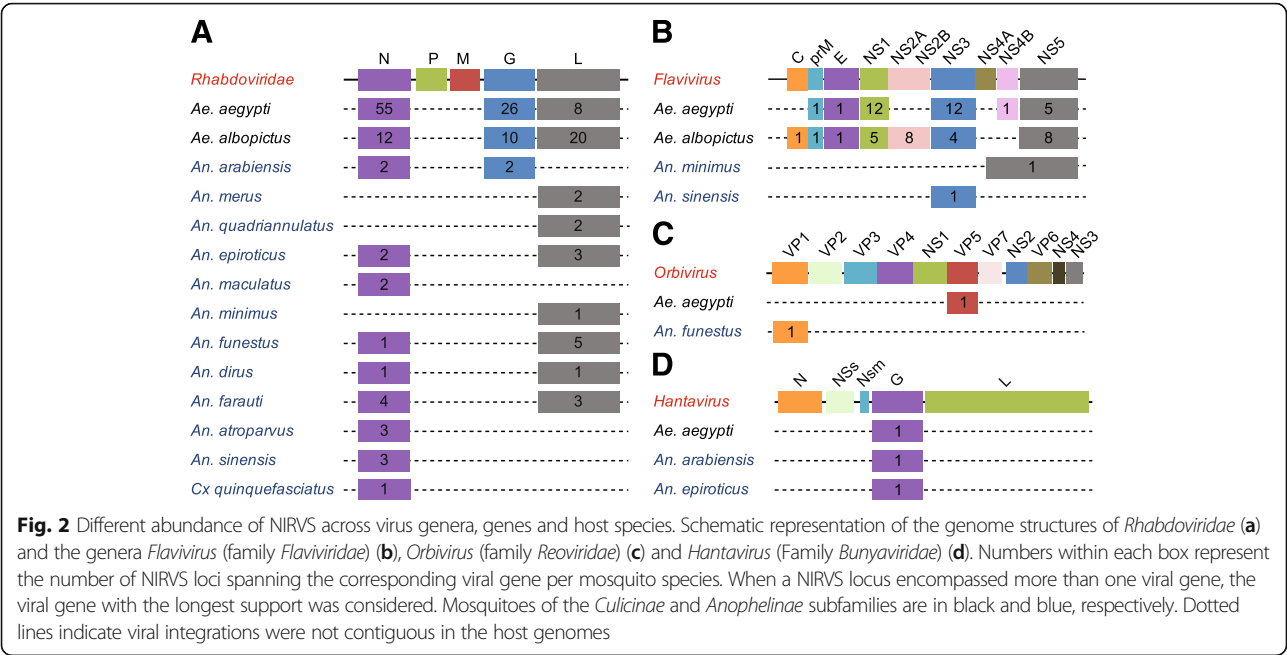 A
N P M G L
Rhabdoviridae
Ae. aegypti 55 26 8
Ae. albopictus 12 10 20
An. arabiensis 2 2
An. merus 2
An. quadriannulatus 2
An. epiroticus 2 3
An. maculatus 2
An. minimus 1
An. funestus 1 5
An. dirus 1 1
An. farauti 4 3
An. atroparvus 3
An. sinensis 3
Cx quinquefasciatus 1
B
C prM E NS1 NS2A NS2B NS3 NS4A NS4B NS5
Flavivirus
Ae. aegypti 1 1 12 12 1 5
Ae. albopictus 1 1 1 5 8 4 8
An. minimus 1
An. sinensis 1
C
VP1 VP2 VP3 VP4 NS1 VP5 VP7 NS2 VP6 NS4 NS3
Orbivirus
Ae. aegypti 1
An. funestus 1
D
N NSs Nsm G L
Hantavirus
Ae. aegypti 1
An. arabiensis 1
An. epiroticus 1
Fig. 2 Different abundance of NIRVS across virus genera, genes and host species. Schematic representation of the genome structures of Rhabdoviridae (a)
and the genera Flavivirus (family Flaviviridae) (b), Orbivirus (family Reoviridae) (c) and Hantavirus (Family Bunyaviridae) (d). Numbers within each box represent
the number of NIRVS loci spanning the corresponding viral gene per mosquito species. When a NIRVS locus encompassed more than one viral gene, the
viral gene with the longest support was considered. Mosquitoes of the Culicinae and Anophelinae subfamilies are in black and blue, respectively. Dotted
lines indicate viral integrations were not contiguous in the host genomes